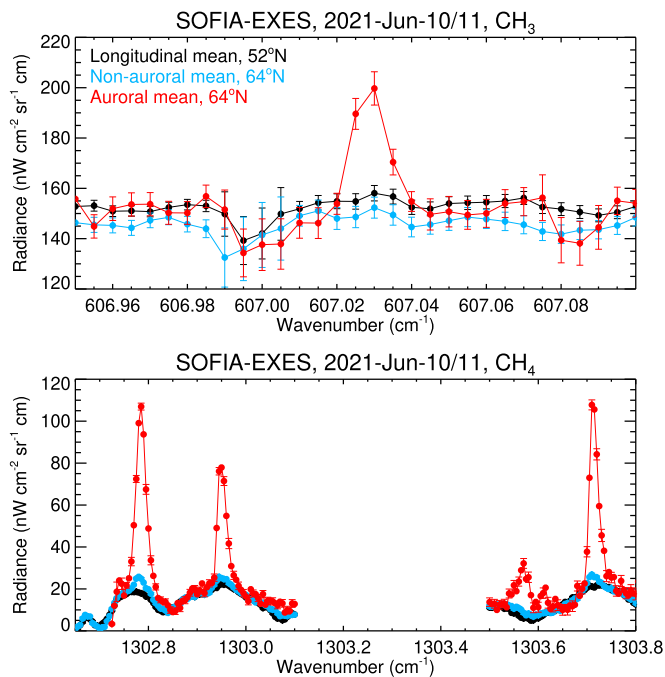 SOFIA-EXES, 2021-Jun-10/11, CH₃
Longitudinal mean, 52°N
Non-auroral mean, 64°N
Auroral mean, 64°N
Radiance (nW cm⁻² sr⁻¹ cm)
220
200
180
160
140
120
606.96 606.98 607.00 607.02 607.04 607.06 607.08
Wavenumber (cm⁻¹)
SOFIA-EXES, 2021-Jun-10/11, CH₄
Radiance (nW cm⁻² sr⁻¹ cm)
120
100
80
60
40
20
0
1302.8 1303.0 1303.2 1303.4 1303.6 1303.8
Wavenumber (cm⁻¹)